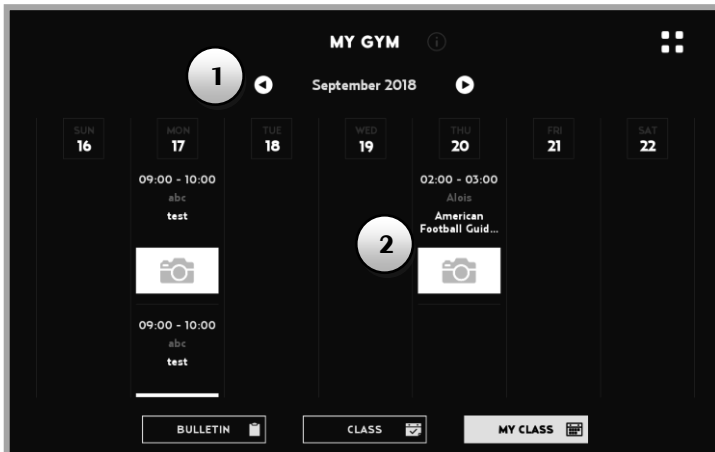 MY GYM
1
September 2018
SUN MON TUE WED THU FRI SAT
16 17 18 19 20 21 22
09:00 - 10:00
abc
test
09:00 - 10:00
abc
test
02:00 - 03:00
Alois
American
Football Guid...
2
BULLETIN CLASS MY CLASS